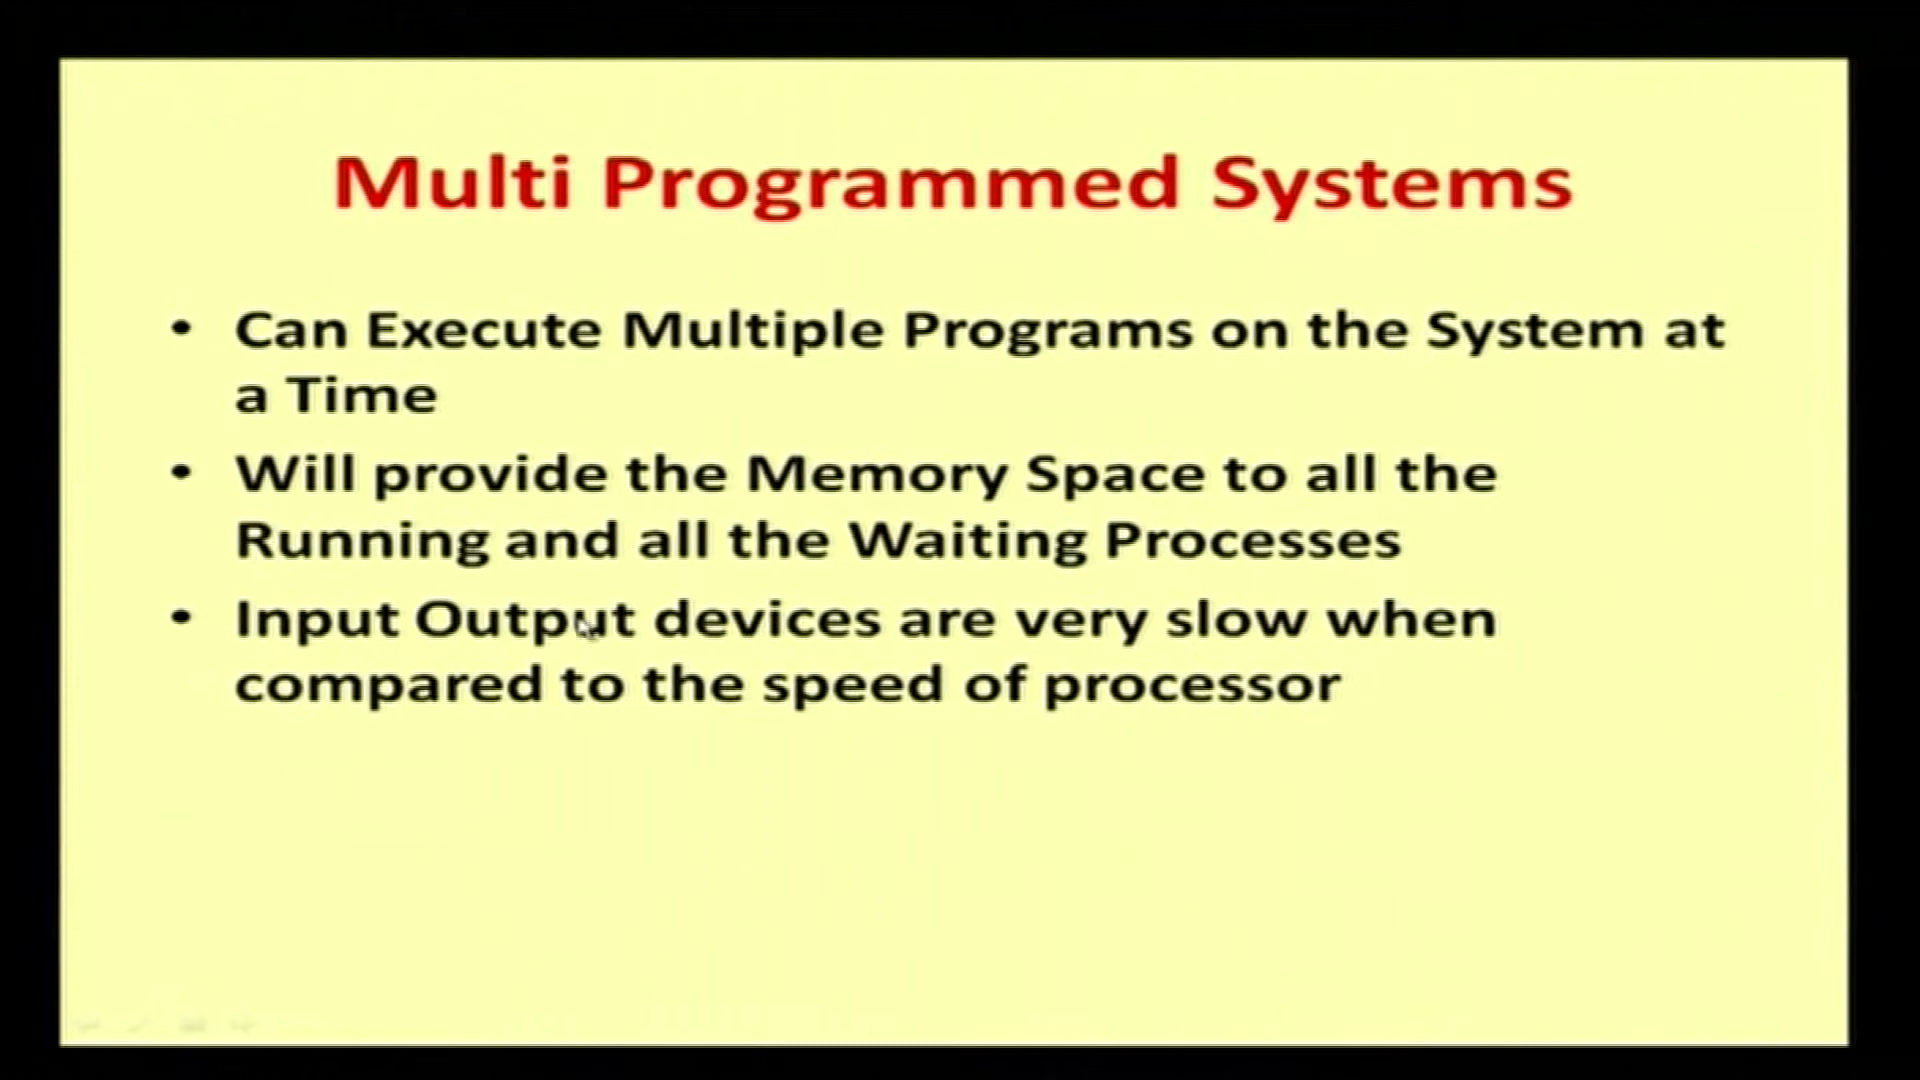 Multi Programmed Systems
• Can Execute Multiple Programs on the System at
a Time
• Will provide the Memory Space to all the
Running and all the Waiting Processes
• Input Output devices are very slow when
compared to the speed of processor